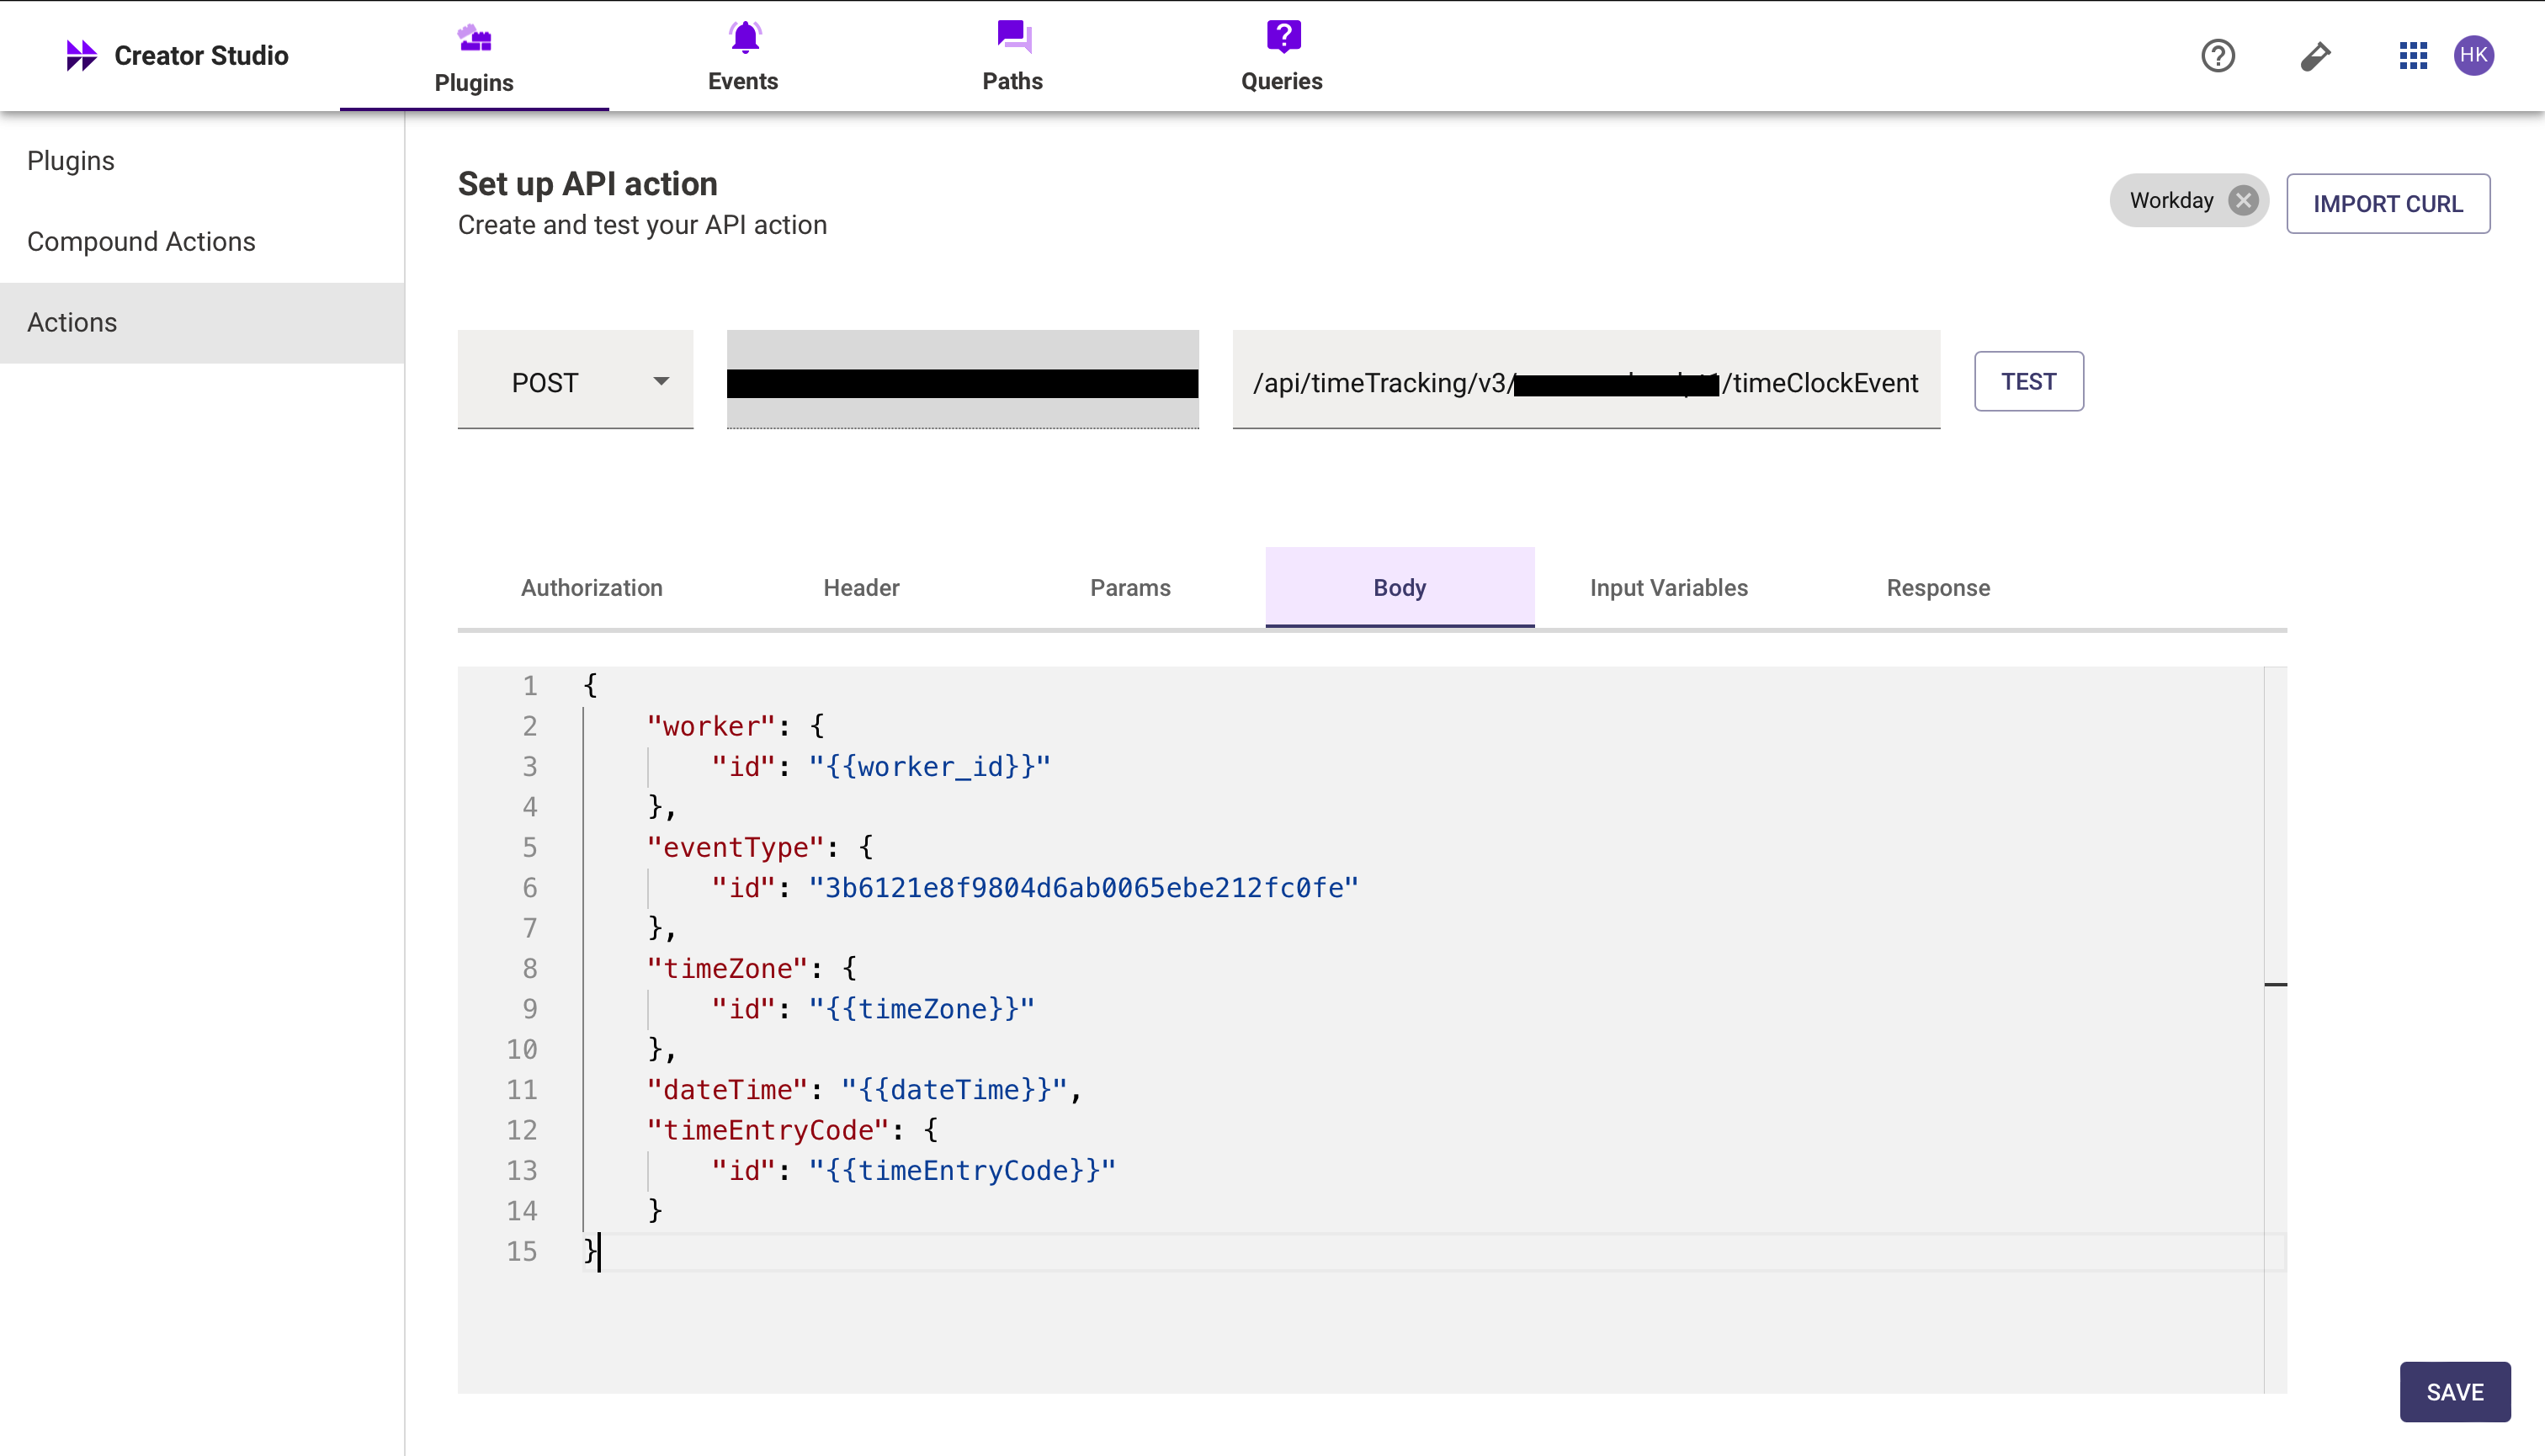 Creator Studio
Plugins
Events
Paths
Queries
?
?
HK
Plugins
Compound Actions
Actions
Set up API action
Create and test your API action
Workday
IMPORT CURL
POST
/api/timeTracking/v3/
/timeClockEvent
TEST
Authorization
Header
Params
Body
Input Variables
Response
1 {
2 "worker": {
3 "id": "{{worker_id}}"
4 },
5 "eventType": {
6 "id": "3b6121e8f9804d6ab0065ebe212fc0fe"
7 },
8 "timeZone": {
9 "id": "{{timeZone}}"
10 },
11 "dateTime": "{{dateTime}}",
12 "timeEntryCode": {
13 "id": "{{timeEntryCode}}"
14 }
15 }
SAVE